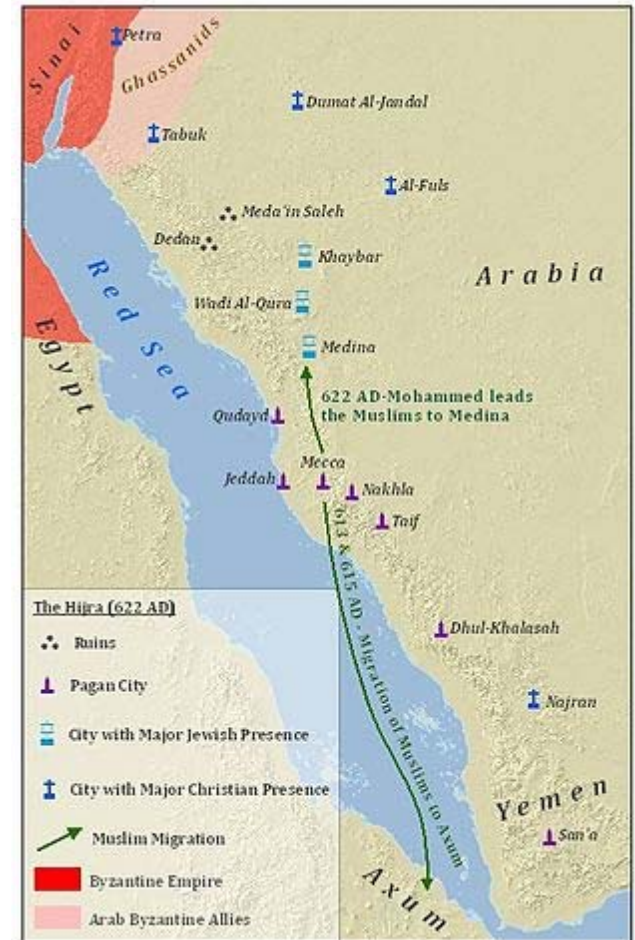 Petra
Sinai
Ghassanids
Dumat Al-Jandal
Tabuk
Al-Fuls
Meda'in Saleh
Dedan
Khaybar
Arabia
Red Sea
Wadi Al-Qura
Egypt
Medina
622 AD-Mohammed leads
the Muslims to Medina
Qudayd
Mecca
Jeddah
Nakhla
Taif
613 & 615 AD - Migration of Muslims to Axum
Dhul-Khalasah
Najran
Yemen
San'a
Axum
The Hijra (622 AD)
Ruins
Pagan City
City with Major Jewish Presence
City with Major Christian Presence
Muslim Migration
Byzantine Empire
Arab Byzantine Allies